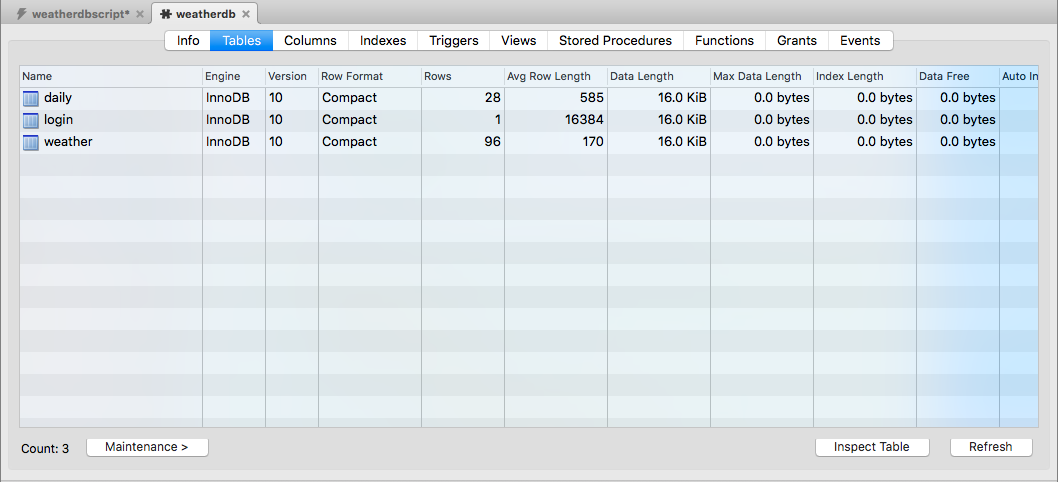 weatherdbscript* weatherdb
Info Tables Columns Indexes Triggers Views Stored Procedures Functions Grants Events
Name Engine Version Row Format Rows Avg Row Length Data Length Max Data Length Index Length Data Free Auto In
daily InnoDB 10 Compact 28 585 16.0 KiB 0.0 bytes 0.0 bytes 0.0 bytes
login InnoDB 10 Compact 1 16384 16.0 KiB 0.0 bytes 0.0 bytes 0.0 bytes
weather InnoDB 10 Compact 96 170 16.0 KiB 0.0 bytes 0.0 bytes 0.0 bytes
Count: 3 Maintenance > Inspect Table Refresh